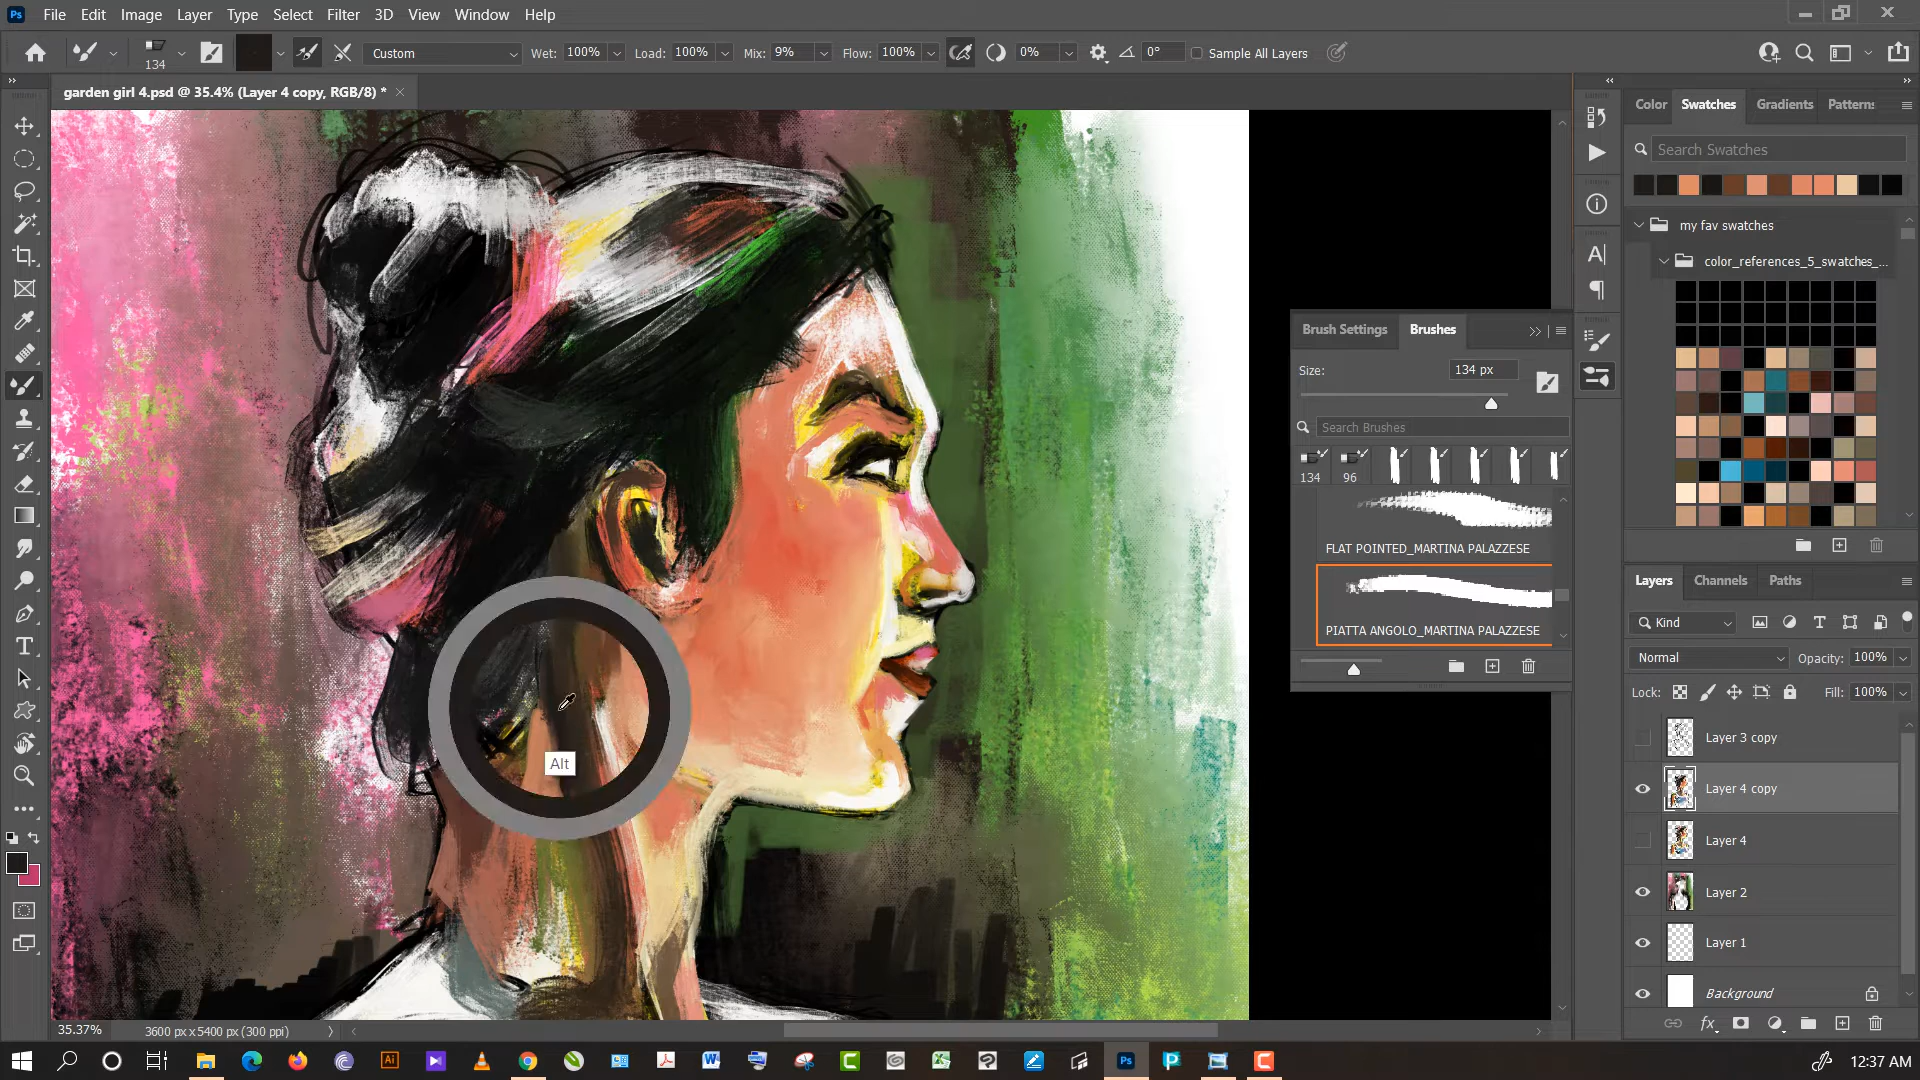 Ps File Edit Image Layer Type Select Filter 3D View Window Help
134 Custom Wet: 100% Load: 100% Mix: 9% Flow: 100% 0% 0° Sample All Layers
garden girl 4.psd @ 35.4% (Layer 4 copy, RGB/8) *
Color Swatches Gradients Patterns
Search Swatches
my fav swatches
color_references_5_swatches_...
Brush Settings Brushes
Size: 134 px
Search Brushes
134 96
FLAT POINTED_MARTINA PALAZZESE
PIATTA ANGOLO_MARTINA PALAZZESE
Alt
Layers Channels Paths
Kind
Normal Opacity: 100%
Lock: Fill: 100%
Layer 3 copy
Layer 4 copy
Layer 4
Layer 2
Layer 1
Background
fx
35.37% 3600 px x 5400 px (300 ppi)
Ai Ps
12:37 AM